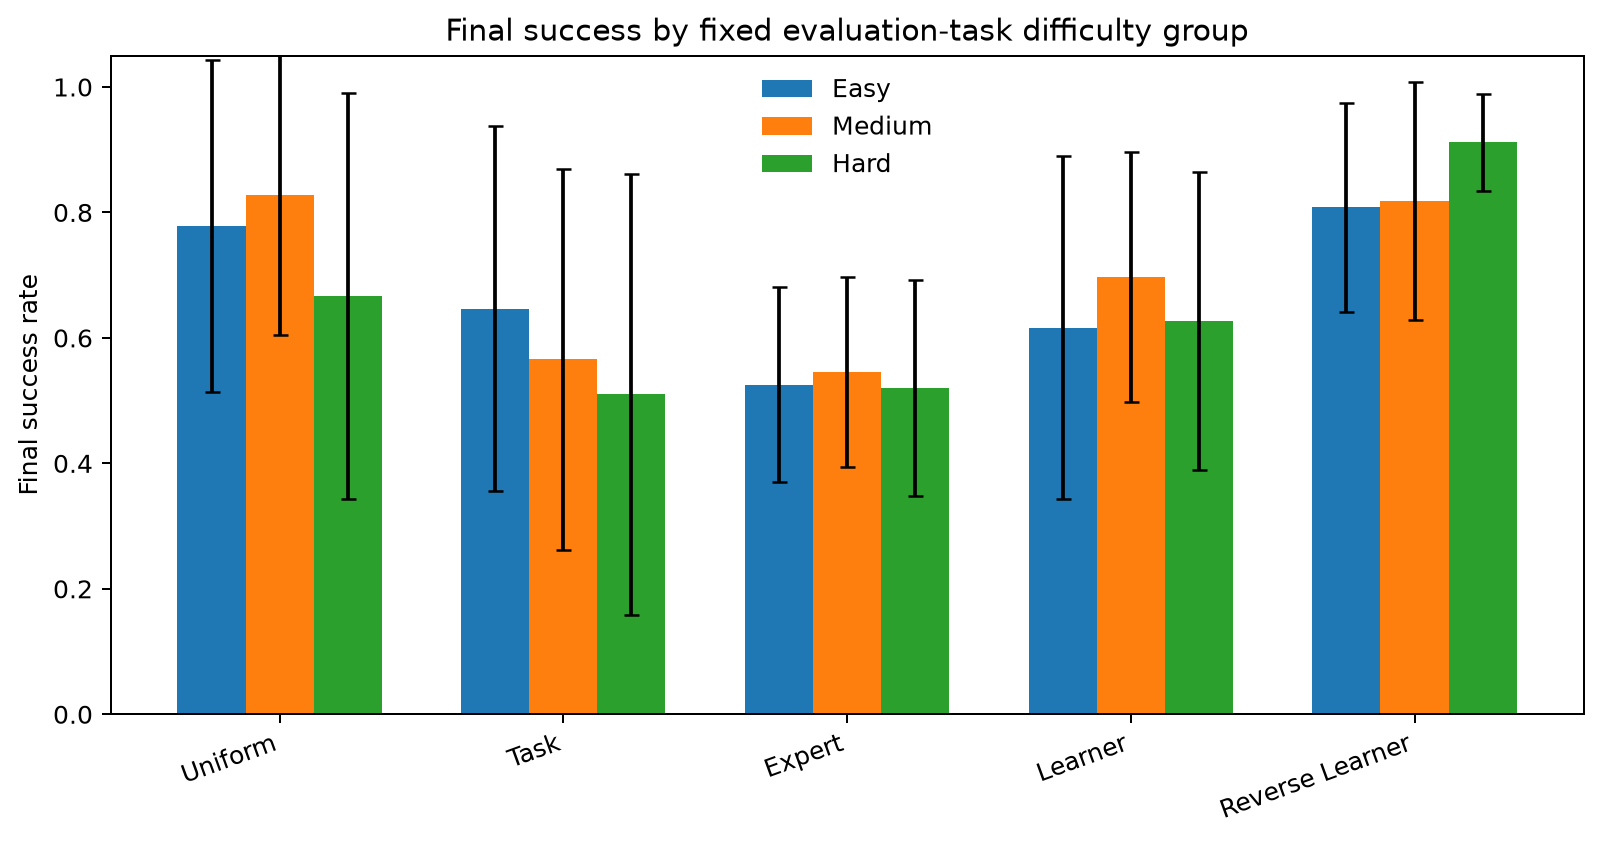 Final success by fixed evaluation-task difficulty group
Easy
Medium
Hard
Final success rate
1.0
0.8
0.6
0.4
0.2
0.0
Uniform
Task
Expert
Learner
Reverse Learner